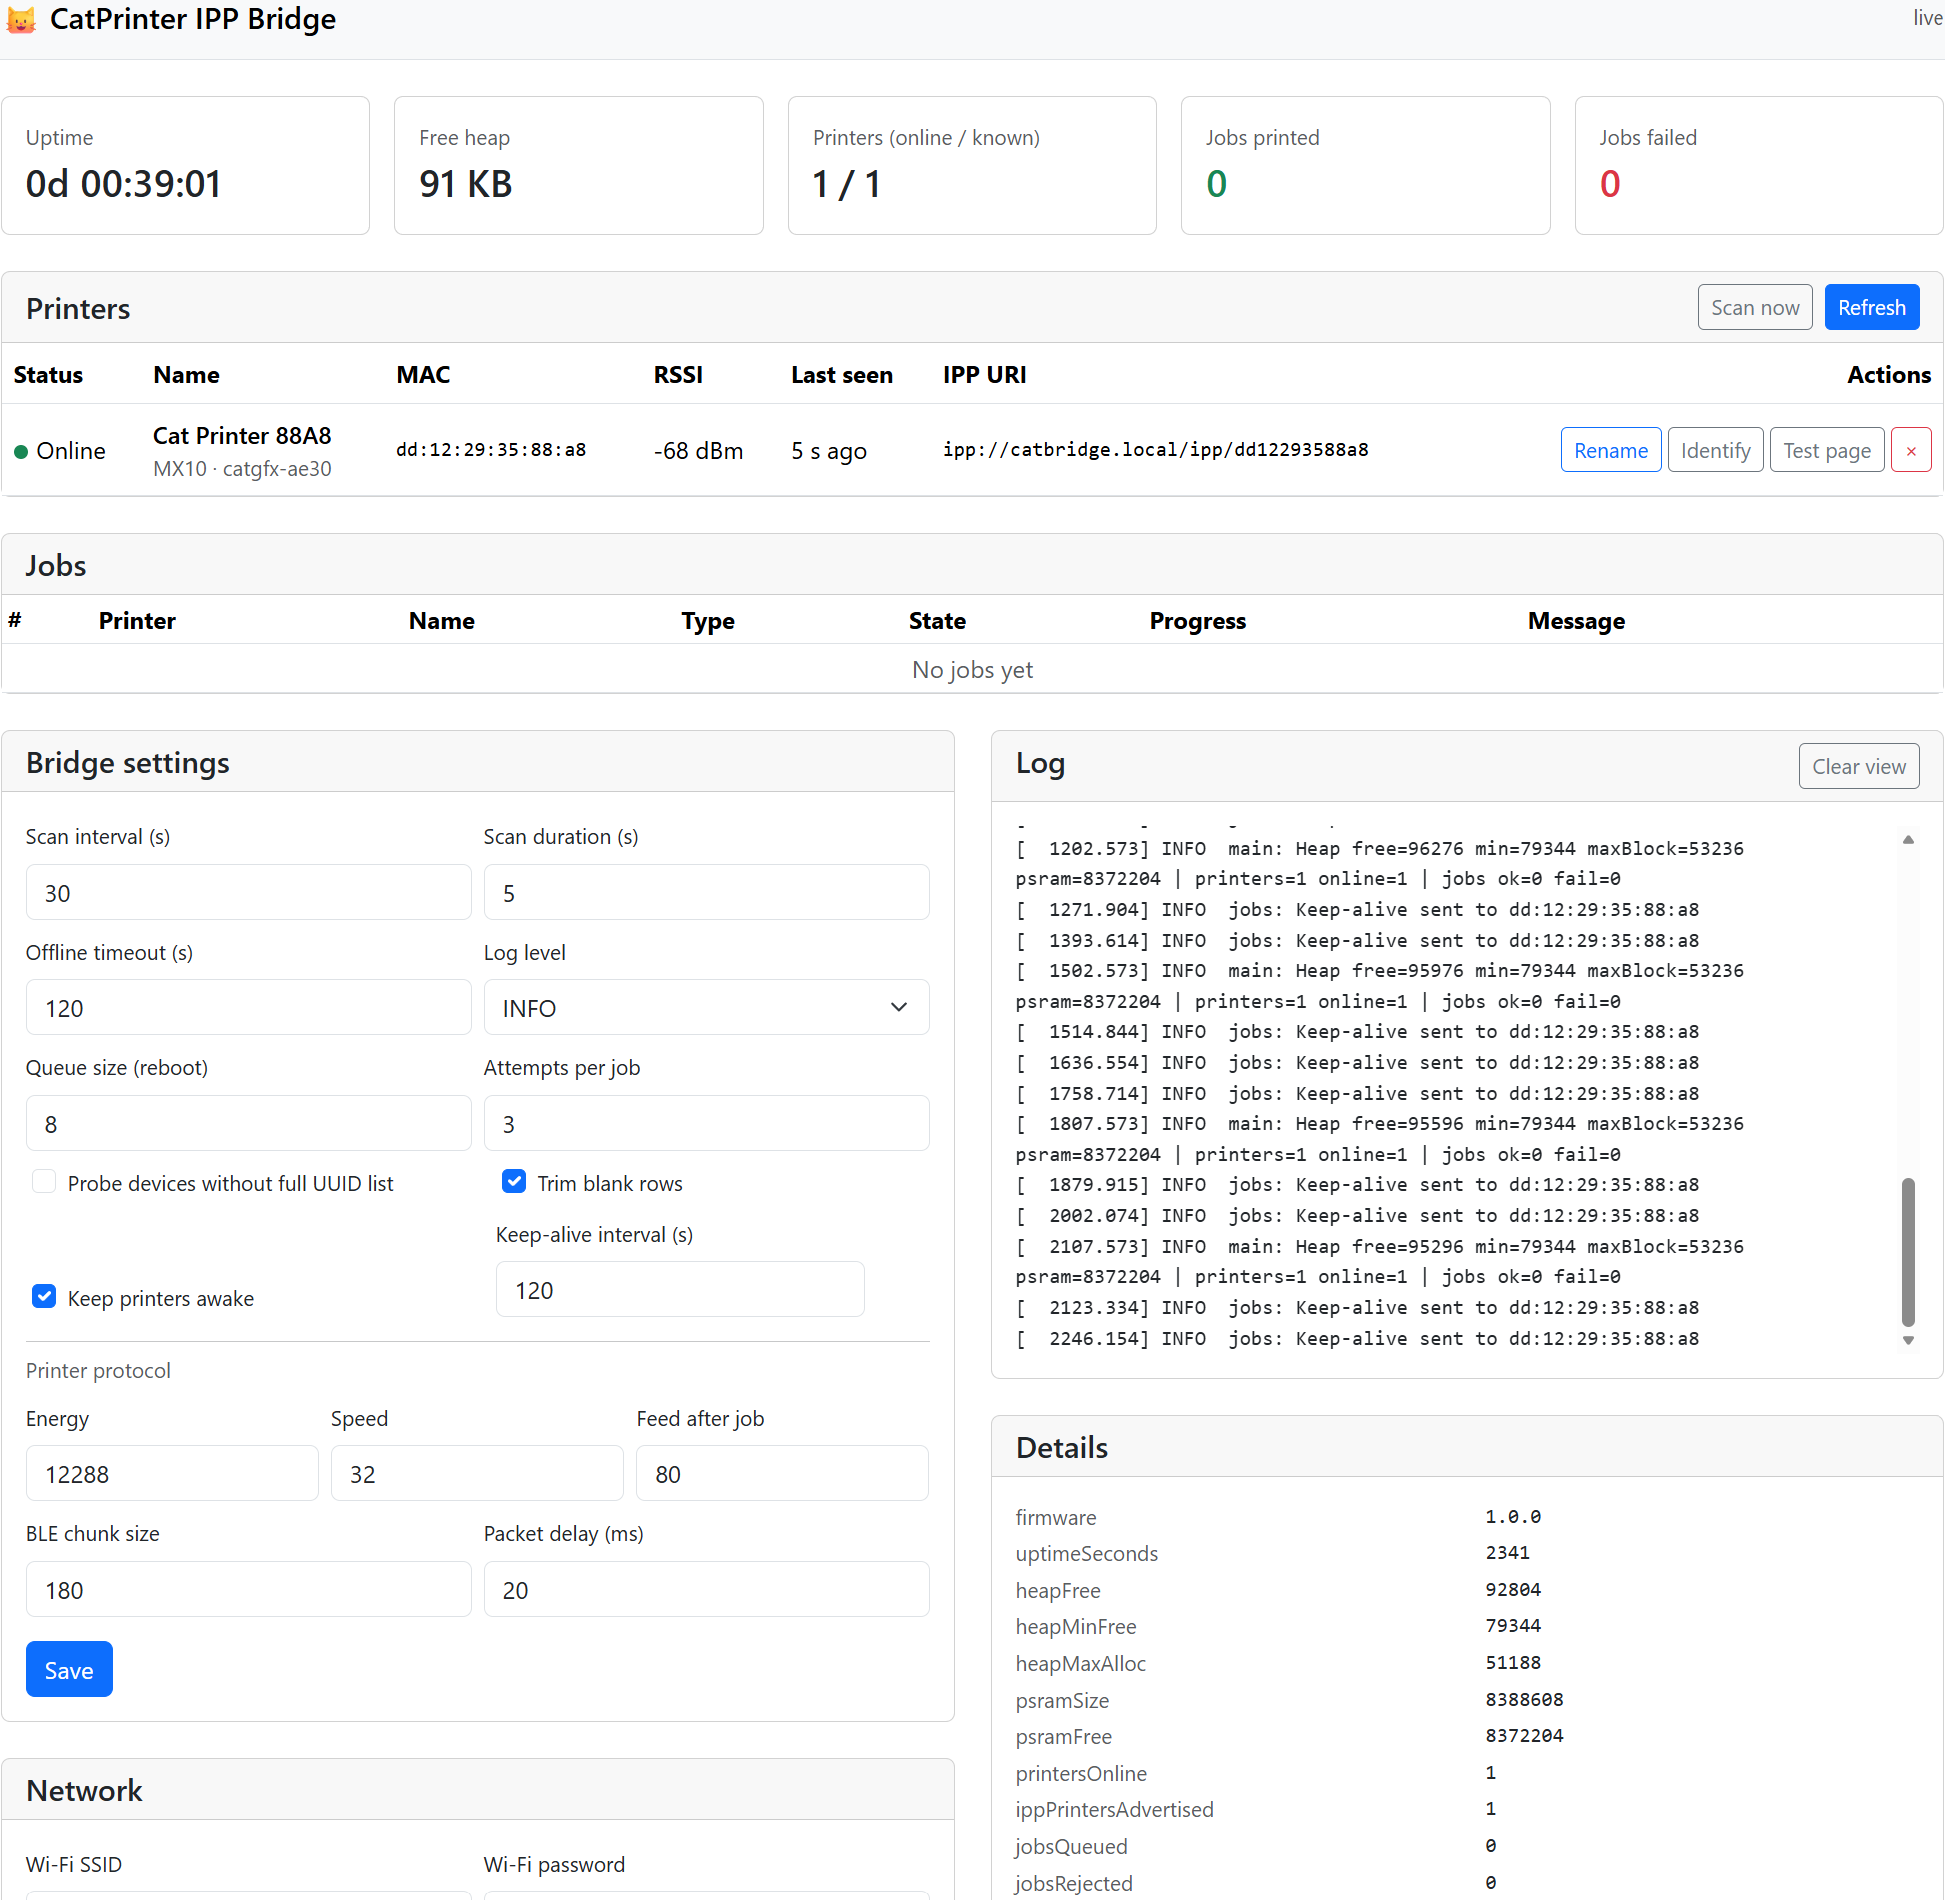 CatPrinter IPP Bridge
live
Uptime
0d 00:39:01
Free heap
91 KB
Printers (online / known)
1 / 1
Jobs printed
0
Jobs failed
0
Printers
Scan now
Refresh
Status Name MAC RSSI Last seen IPP URI Actions
Online Cat Printer 88A8 dd:12:29:35:88:a8 -68 dBm 5 s ago ipp://catbridge.local/ipp/dd12293588a8 Rename Identify Test page ×
MX10 · catgfx-ae30
Jobs
# Printer Name Type State Progress Message
No jobs yet
Bridge settings
Scan interval (s)
30
Scan duration (s)
5
Offline timeout (s)
120
Log level
INFO
Queue size (reboot)
8
Attempts per job
3
Probe devices without full UUID list
Trim blank rows
Keep printers awake
Keep-alive interval (s)
120
Printer protocol
Energy
12288
Speed
32
Feed after job
80
BLE chunk size
180
Packet delay (ms)
20
Save
Network
Wi-Fi SSID
Wi-Fi password
Log
Clear view
[  1202.573] INFO  main: Heap free=96276 min=79344 maxBlock=53236
psram=8372204 | printers=1 online=1 | jobs ok=0 fail=0
[  1271.904] INFO  jobs: Keep-alive sent to dd:12:29:35:88:a8
[  1393.614] INFO  jobs: Keep-alive sent to dd:12:29:35:88:a8
[  1502.573] INFO  main: Heap free=95976 min=79344 maxBlock=53236
psram=8372204 | printers=1 online=1 | jobs ok=0 fail=0
[  1514.844] INFO  jobs: Keep-alive sent to dd:12:29:35:88:a8
[  1636.554] INFO  jobs: Keep-alive sent to dd:12:29:35:88:a8
[  1758.714] INFO  jobs: Keep-alive sent to dd:12:29:35:88:a8
[  1807.573] INFO  main: Heap free=95596 min=79344 maxBlock=53236
psram=8372204 | printers=1 online=1 | jobs ok=0 fail=0
[  1879.915] INFO  jobs: Keep-alive sent to dd:12:29:35:88:a8
[  2002.074] INFO  jobs: Keep-alive sent to dd:12:29:35:88:a8
[  2107.573] INFO  main: Heap free=95296 min=79344 maxBlock=53236
psram=8372204 | printers=1 online=1 | jobs ok=0 fail=0
[  2123.334] INFO  jobs: Keep-alive sent to dd:12:29:35:88:a8
[  2246.154] INFO  jobs: Keep-alive sent to dd:12:29:35:88:a8
Details
firmware 1.0.0
uptimeSeconds 2341
heapFree 92804
heapMinFree 79344
heapMaxAlloc 51188
psramSize 8388608
psramFree 8372204
printersOnline 1
ippPrintersAdvertised 1
jobsQueued 0
jobsRejected 0